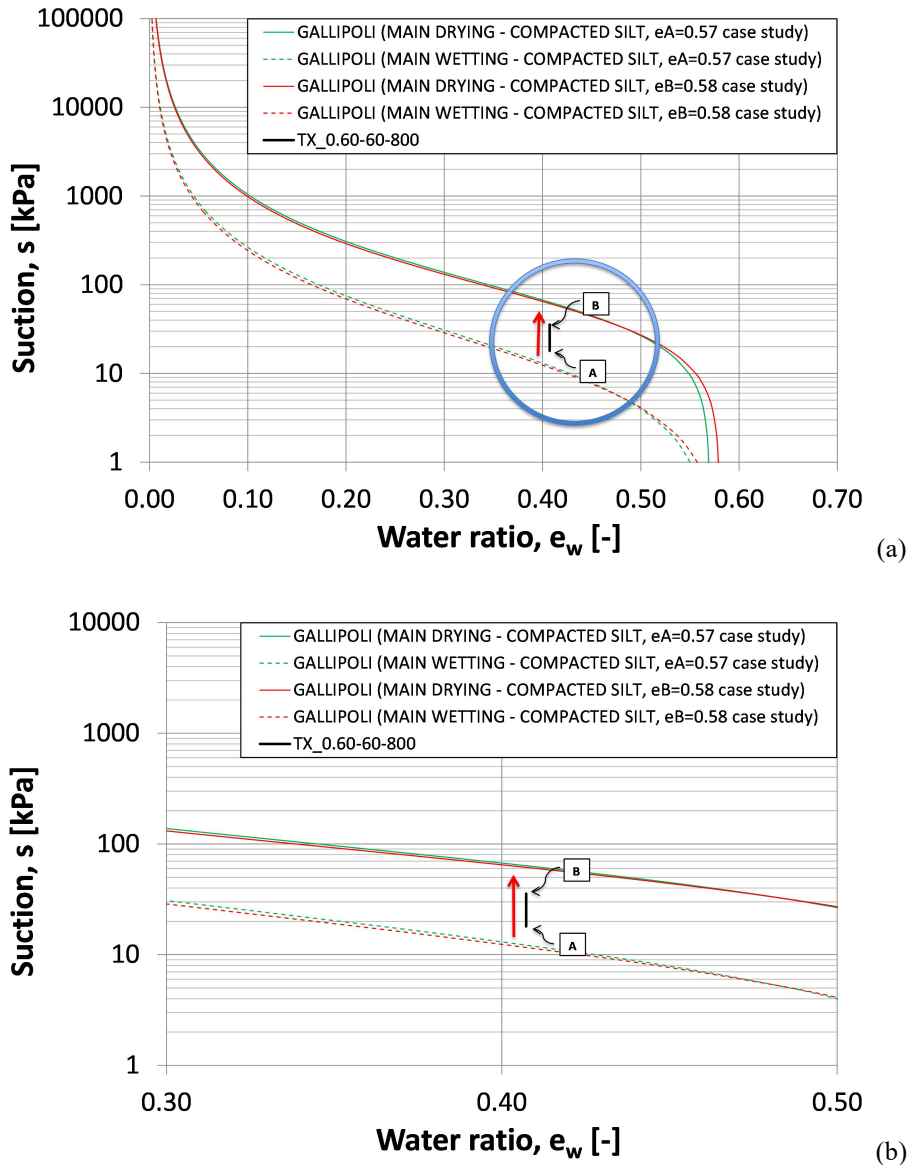 100000
10000
1000
100
10
1
Suction, s [kPa]
GALLIPOLI (MAIN DRYING - COMPACTED SILT, eA=0.57 case study)
GALLIPOLI (MAIN WETTING - COMPACTED SILT, eA=0.57 case study)
GALLIPOLI (MAIN DRYING - COMPACTED SILT, eB=0.58 case study)
GALLIPOLI (MAIN WETTING - COMPACTED SILT, eB=0.58 case study)
TX_0.60-60-800
B
A
0.00 0.10 0.20 0.30 0.40 0.50 0.60 0.70
Water ratio, ew [-]
(a)
10000
1000
100
10
1
Suction, s [kPa]
GALLIPOLI (MAIN DRYING - COMPACTED SILT, eA=0.57 case study)
GALLIPOLI (MAIN WETTING - COMPACTED SILT, eA=0.57 case study)
GALLIPOLI (MAIN DRYING - COMPACTED SILT, eB=0.58 case study)
GALLIPOLI (MAIN WETTING - COMPACTED SILT, eB=0.58 case study)
TX_0.60-60-800
B
A
0.30 0.40 0.50
Water ratio, ew [-]
(b)